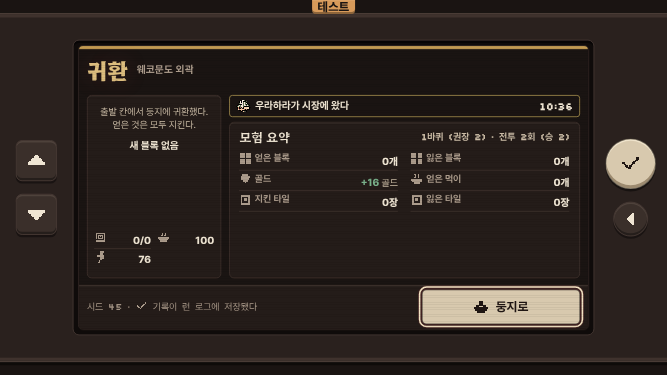 테스트
귀환 웨코문도 외곽
출발 칸에서 둥지에 귀환했다.
얻은 것은 모두 지킨다.
새 블록 없음
0/0 100
76
우라하라가 시장에 왔다 10:36
모험 요약 1바퀴 (권장 2) · 전투 2회 (승 2)
얻은 블록 0개 잃은 블록 0개
골드 +16 골드 얻은 먹이 0개
지킨 타일 0장 잃은 타일 0장
시드 45 · ✓ 기록이 런 로그에 저장됐다
둥지로